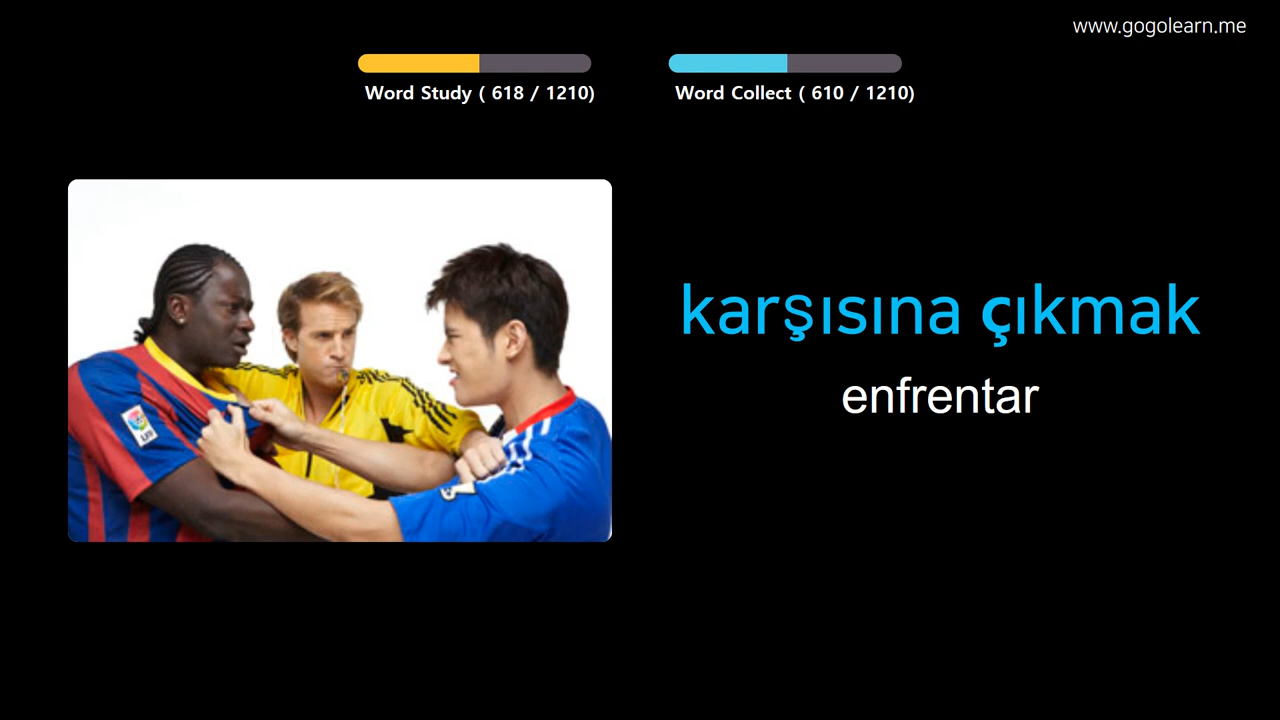 www.gogolearn.me
Word Study ( 618 / 1210)
Word Collect ( 610 / 1210)
karşısına çıkmak
enfrentar